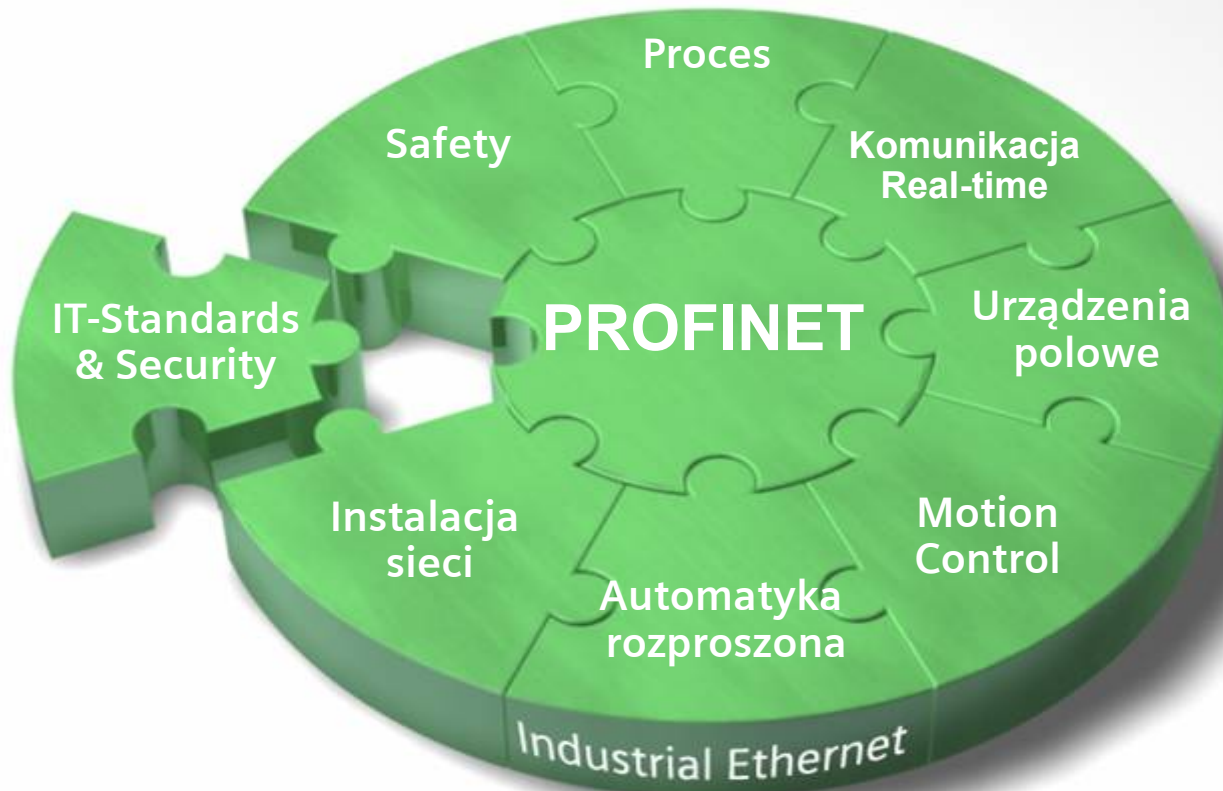 Proces
Safety
Komunikacja
Real-time
IT-Standards
& Security
PROFINET
Urządzenia
polowe
Instalacja
sieci
Motion
Control
Automatyka
rozproszona
Industrial Ethernet